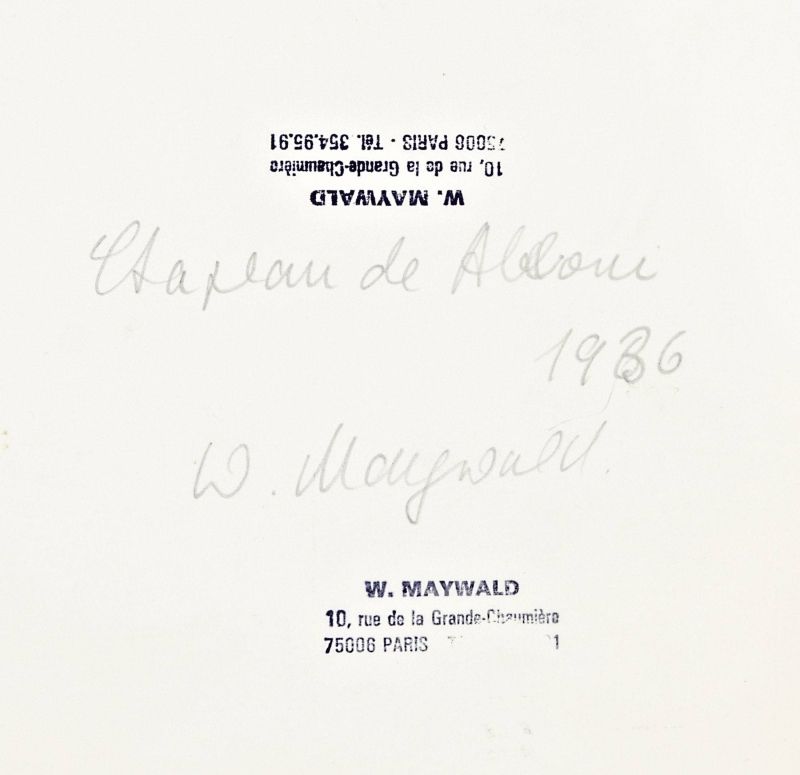 W. MAYWALD
10, rue de la Grande-Chaumière
75006 PARIS - Tél. 354.95.91
Chapeau de
1936
W. Maywald.
W. MAYWALD
10, rue de la Grande-Chaumière
75006 PARIS